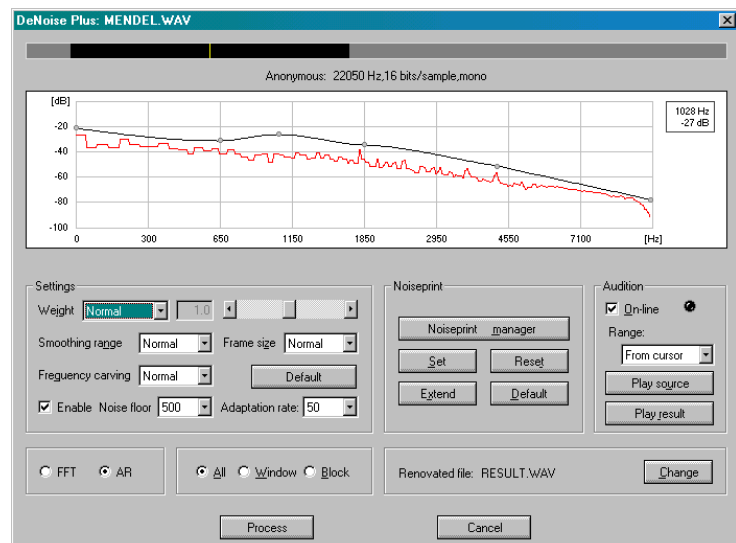 DeNoise Plus: MENDEL.WAV
Anonymous: 22050 Hz,16 bits/sample,mono
[dB]
-20
-40
-60
-80
-100
0 300 650 1150 1850 2950 4550 7100 [Hz]
1028 Hz
-27 dB
Settings
Weight Normal 1.0
Smoothing range Normal Frame size Normal
Freguency carving Normal Default
Enable Noise floor 500 Adaptation rate: 50
Noiseprint
Noiseprint manager
Set Reset
Extend Default
Audition
On-line
Range:
From cursor
Play source
Play result
FFT AR
All Window Block
Renovated file: RESULT.WAV Change
Process Cancel